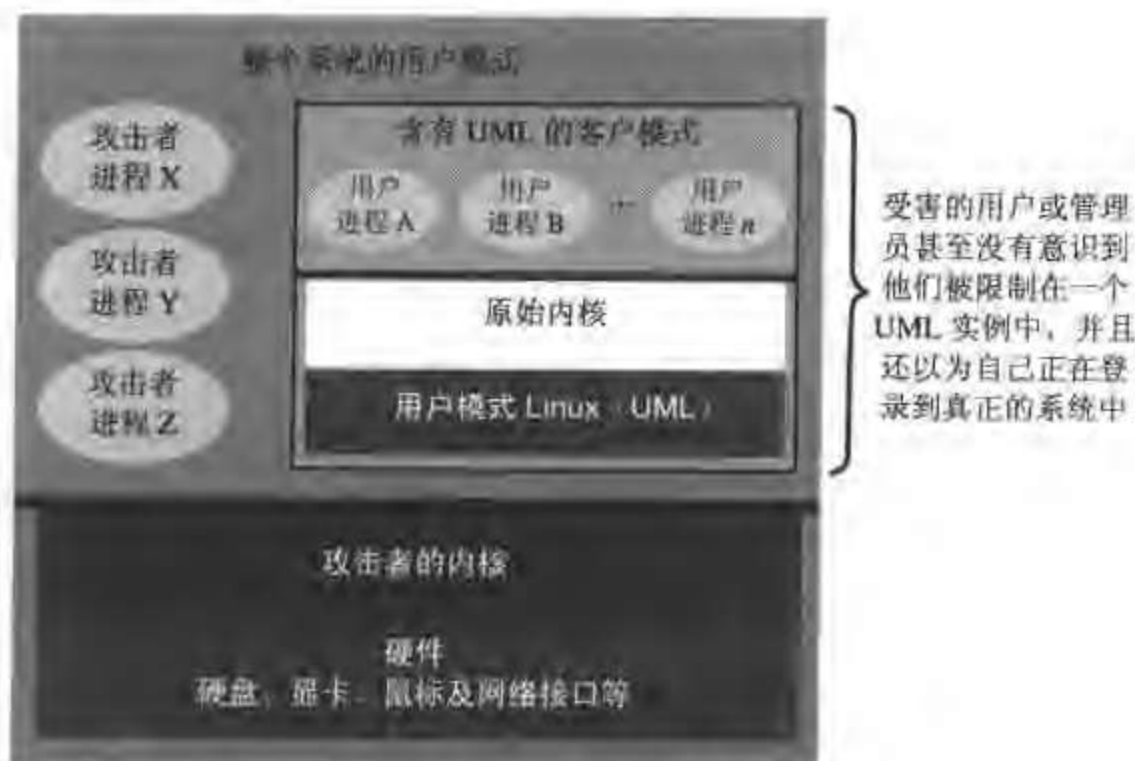 整个系统的用户模式
攻击者
进程 X
攻击者
进程 Y
攻击者
进程 Z
含有 UML 的客户模式
用户
进程 A
用户
进程 B
...
用户
进程 n
原始内核
用户模式 Linux（UML）
受害的用户或管理
员甚至没有意识到
他们被限制在一个
UML 实例中，并且
还以为自己正在登
录到真正的系统中
攻击者的内核
硬件
硬盘、显卡、鼠标及网络接口等